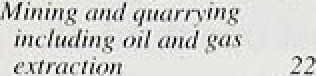 Mining and quarrying
including oil and gas
extraction 22